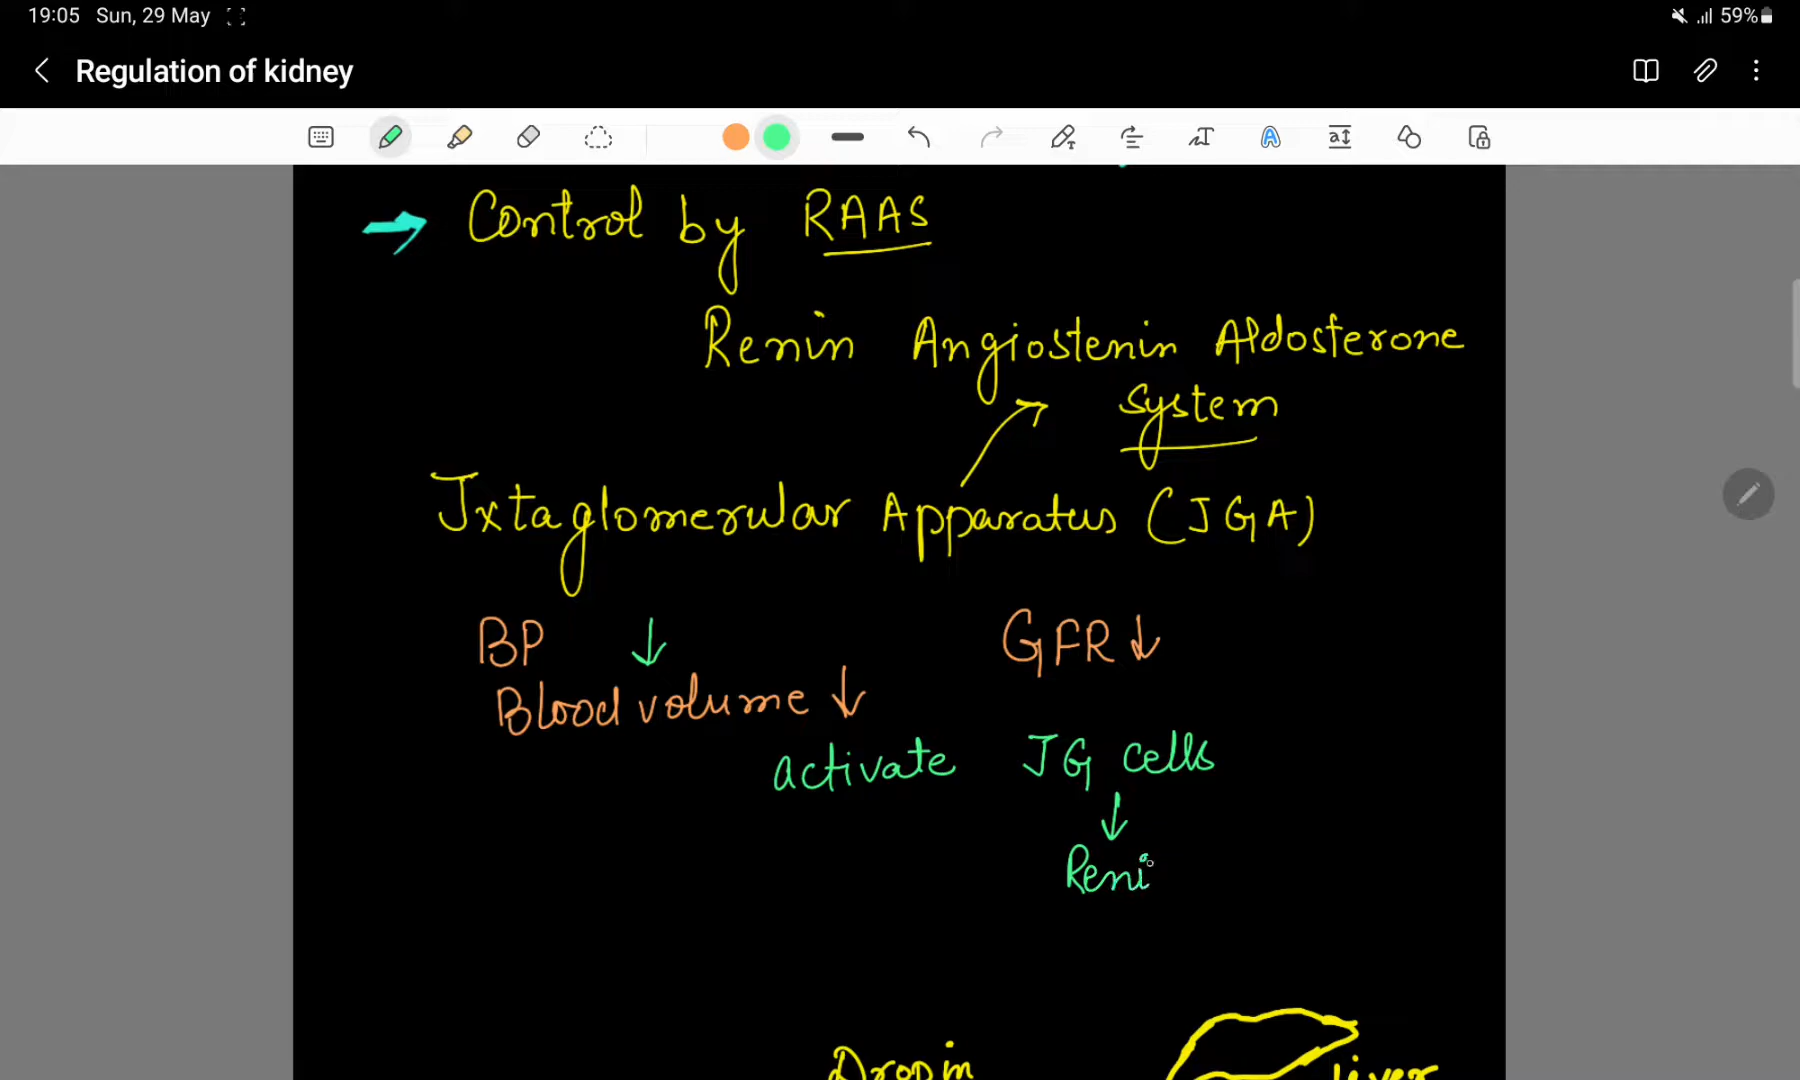 19:05 Sun, 29 May 59%
Regulation of kidney
Control by RAAS
Renin Angiostenin Aldosterone
System
Jxtaglomerular Apparatus (JGA)
BP ↓ GFR ↓
Blood volume ↓
activate JG cells
↓
Reni
Drop in liver